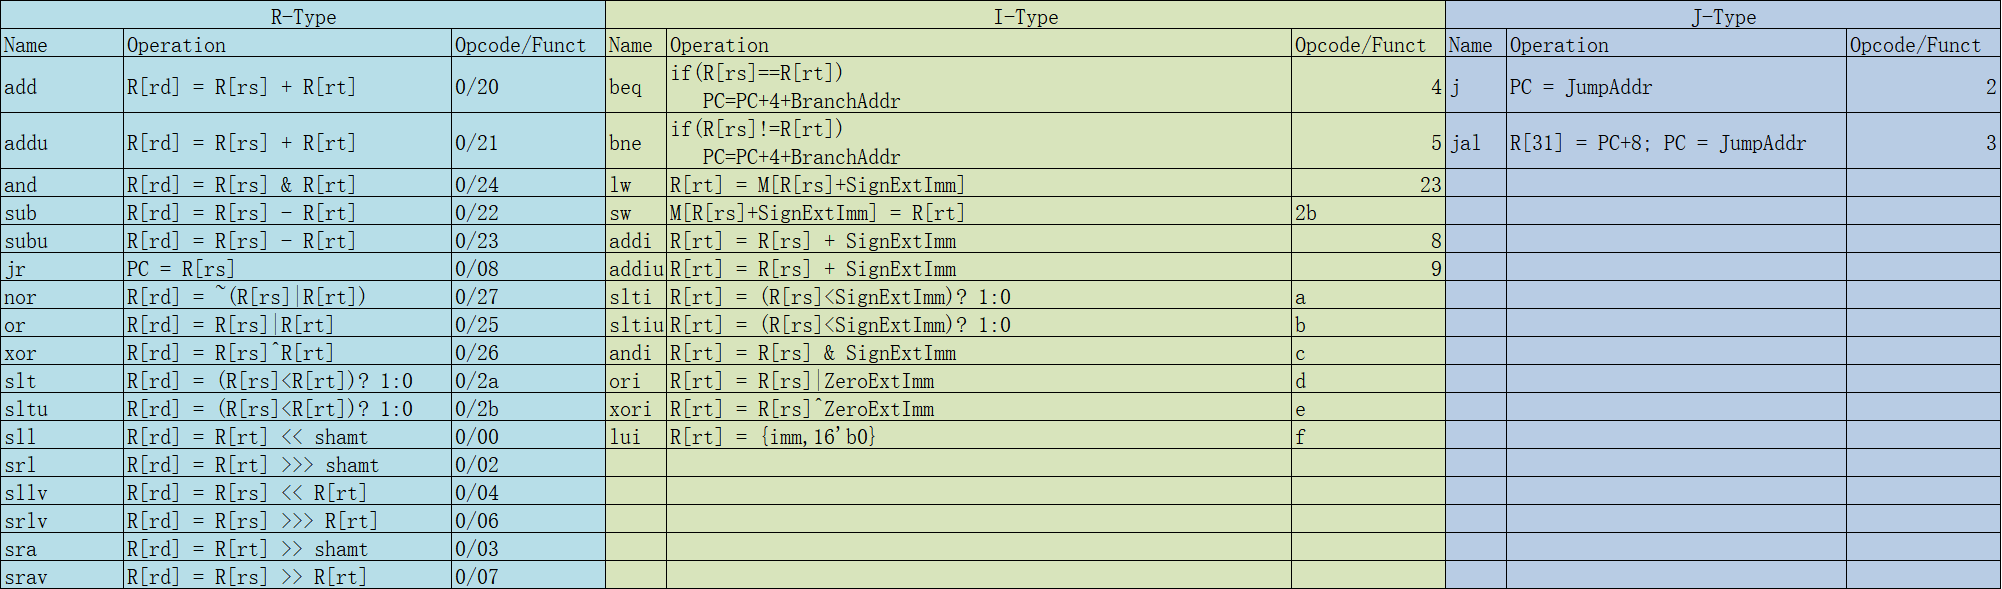 R-Type I-Type J-Type
Name Operation Opcode/Funct Name Operation Opcode/Funct Name Operation Opcode/Funct
add R[rd] = R[rs] + R[rt] 0/20 beq if(R[rs]==R[rt])
PC=PC+4+BranchAddr 4 j PC = JumpAddr 2
addu R[rd] = R[rs] + R[rt] 0/21 bne if(R[rs]!=R[rt])
PC=PC+4+BranchAddr 5 jal R[31] = PC+8; PC = JumpAddr 3
and R[rd] = R[rs] & R[rt] 0/24 lw R[rt] = M[R[rs]+SignExtImm] 23
sub R[rd] = R[rs] - R[rt] 0/22 sw M[R[rs]+SignExtImm] = R[rt] 2b
subu R[rd] = R[rs] - R[rt] 0/23 addi R[rt] = R[rs] + SignExtImm 8
jr PC = R[rs] 0/08 addiu R[rt] = R[rs] + SignExtImm 9
nor R[rd] = ~(R[rs]|R[rt]) 0/27 slti R[rt] = (R[rs]<SignExtImm)? 1:0 a
or R[rd] = R[rs]|R[rt] 0/25 sltiu R[rt] = (R[rs]<SignExtImm)? 1:0 b
xor R[rd] = R[rs]^R[rt] 0/26 andi R[rt] = R[rs] & SignExtImm c
slt R[rd] = (R[rs]<R[rt])? 1:0 0/2a ori R[rt] = R[rs]|ZeroExtImm d
sltu R[rd] = (R[rs]<R[rt])? 1:0 0/2b xori R[rt] = R[rs]^ZeroExtImm e
sll R[rd] = R[rt] << shamt 0/00 lui R[rt] = {imm,16'b0} f
srl R[rd] = R[rt] >>> shamt 0/02
sllv R[rd] = R[rs] << R[rt] 0/04
srlv R[rd] = R[rs] >>> R[rt] 0/06
sra R[rd] = R[rt] >> shamt 0/03
srav R[rd] = R[rs] >> R[rt] 0/07